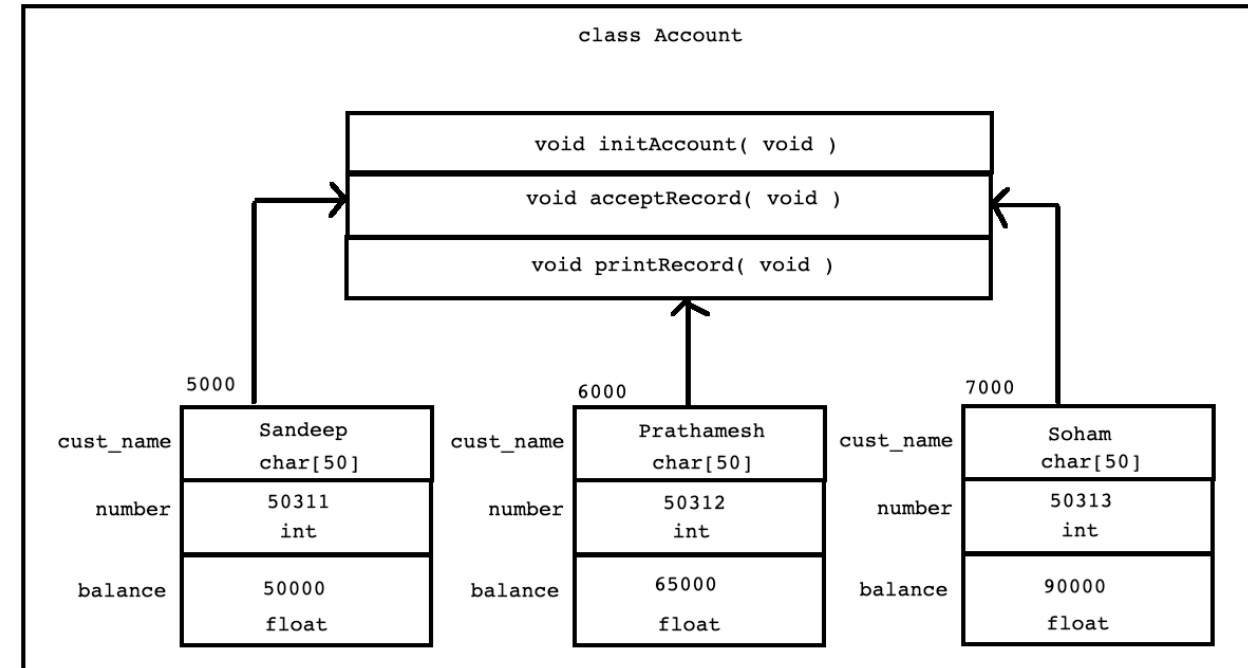 class Account
void initAccount( void )
void acceptRecord( void )
void printRecord( void )
5000
6000
7000
cust_name
Sandeep
char[50]
cust_name
Prathamesh
char[50]
cust_name
Soham
char[50]
number
50311
int
number
50312
int
number
50313
int
balance
50000
float
balance
65000
float
balance
90000
float